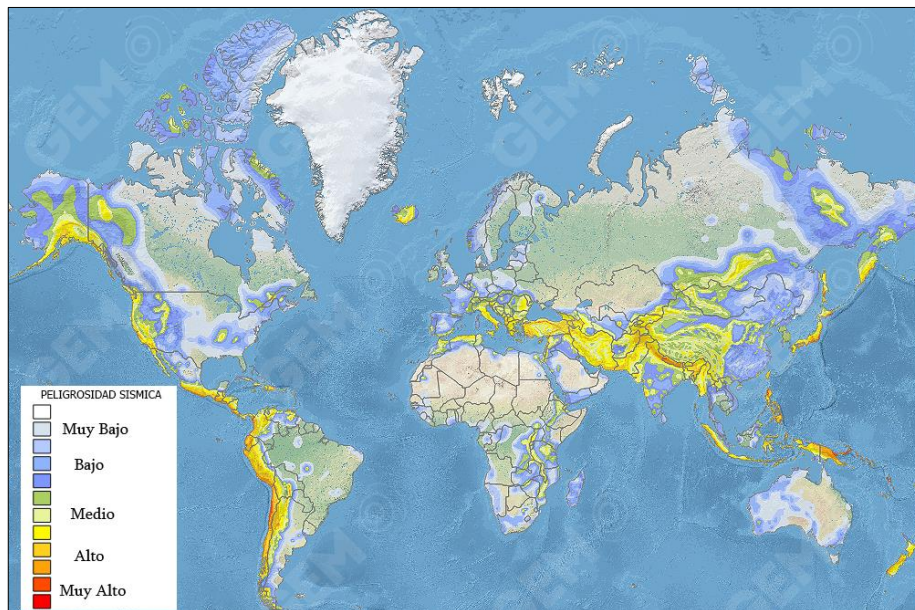 GEM
PELIGROSIDAD SISMICA
Muy Bajo
Bajo
Medio
Alto
Muy Alto